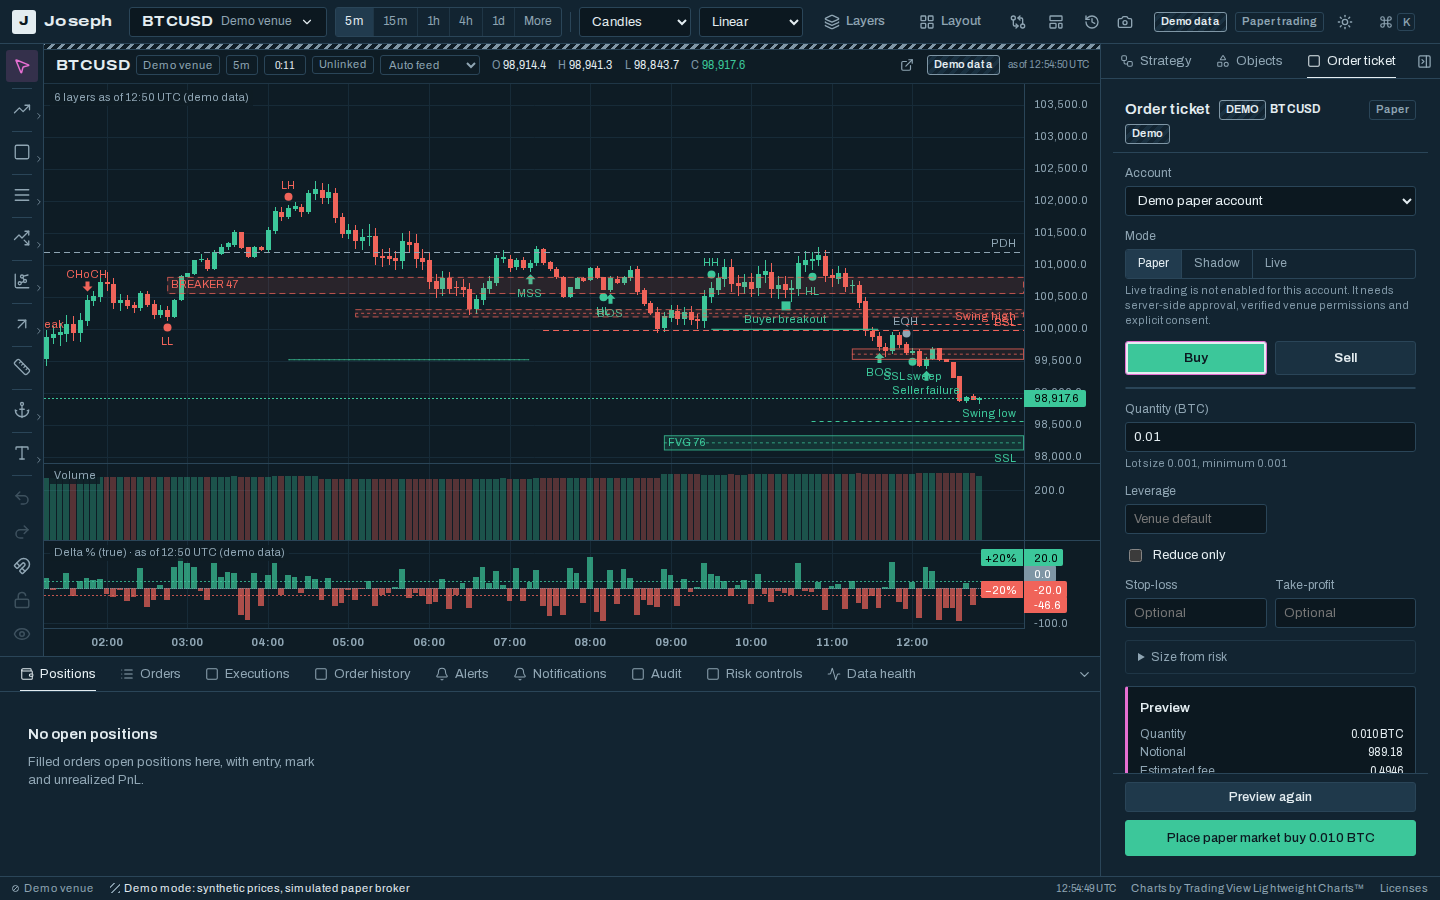 J Joseph BTCUSD Demo venue 5m 15m 1h 4h 1d More Candles Linear Layers Layout Demo data Paper trading ⌘ K
BTCUSD Demo venue 5m 0:11 Unlinked Auto feed O 98,914.4 H 98,941.3 L 98,843.7 C 98,917.6 Demo data as of 12:54:50 UTC
6 layers as of 12:50 UTC (demo data)
103,500.0
103,000.0
102,500.0
LH
102,000.0
101,500.0
PDH
HH
101,000.0
CHoCH
BREAKER 47
MSS
HL
100,500.0
BOS
Swing high
Buyer breakout
EQH
BSL
100,000.0
LL
99,500.0
BOS
SSL sweep
Seller failure
98,917.6
Swing low
98,500.0
FVG 76
SSL
98,000.0
Volume
200.0
Delta % (true) · as of 12:50 UTC (demo data)
+20% 20.0
0.0
−20% -20.0
-46.6
-100.0
02:00 03:00 04:00 05:00 06:00 07:00 08:00 09:00 10:00 11:00 12:00
Positions Orders Executions Order history Alerts Notifications Audit Risk controls Data health
No open positions
Filled orders open positions here, with entry, mark
and unrealized PnL.
Strategy Objects Order ticket
Order ticket DEMO BTCUSD Paper
Demo
Account
Demo paper account
Mode
Paper Shadow Live
Live trading is not enabled for this account. It needs
server-side approval, verified venue permissions and
explicit consent.
Buy Sell
Quantity (BTC)
0.01
Lot size 0.001, minimum 0.001
Leverage
Venue default
Reduce only
Stop-loss Take-profit
Optional Optional
Size from risk
Preview
Quantity 0.010 BTC
Notional 989.18
Estimated fee 0.4946
Preview again
Place paper market buy 0.010 BTC
Demo venue Demo mode: synthetic prices, simulated paper broker 12:54:49 UTC Charts by TradingView Lightweight Charts™ Licenses